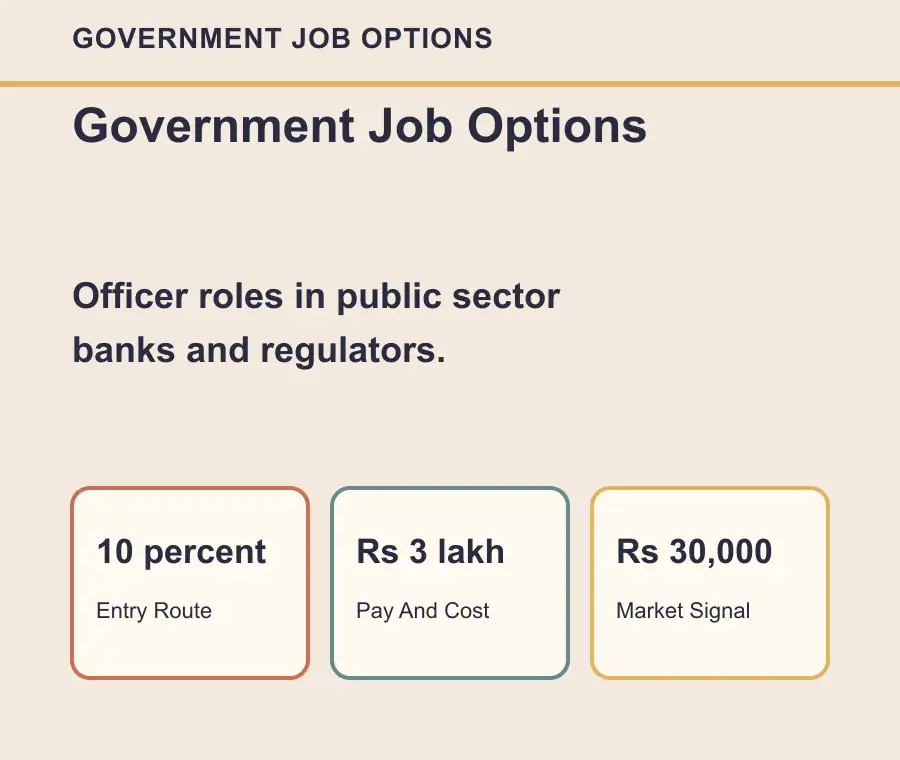 GOVERNMENT JOB OPTIONS
Government Job Options
Officer roles in public sector
banks and regulators.
10 percent
Entry Route
Rs 3 lakh
Pay And Cost
Rs 30,000
Market Signal